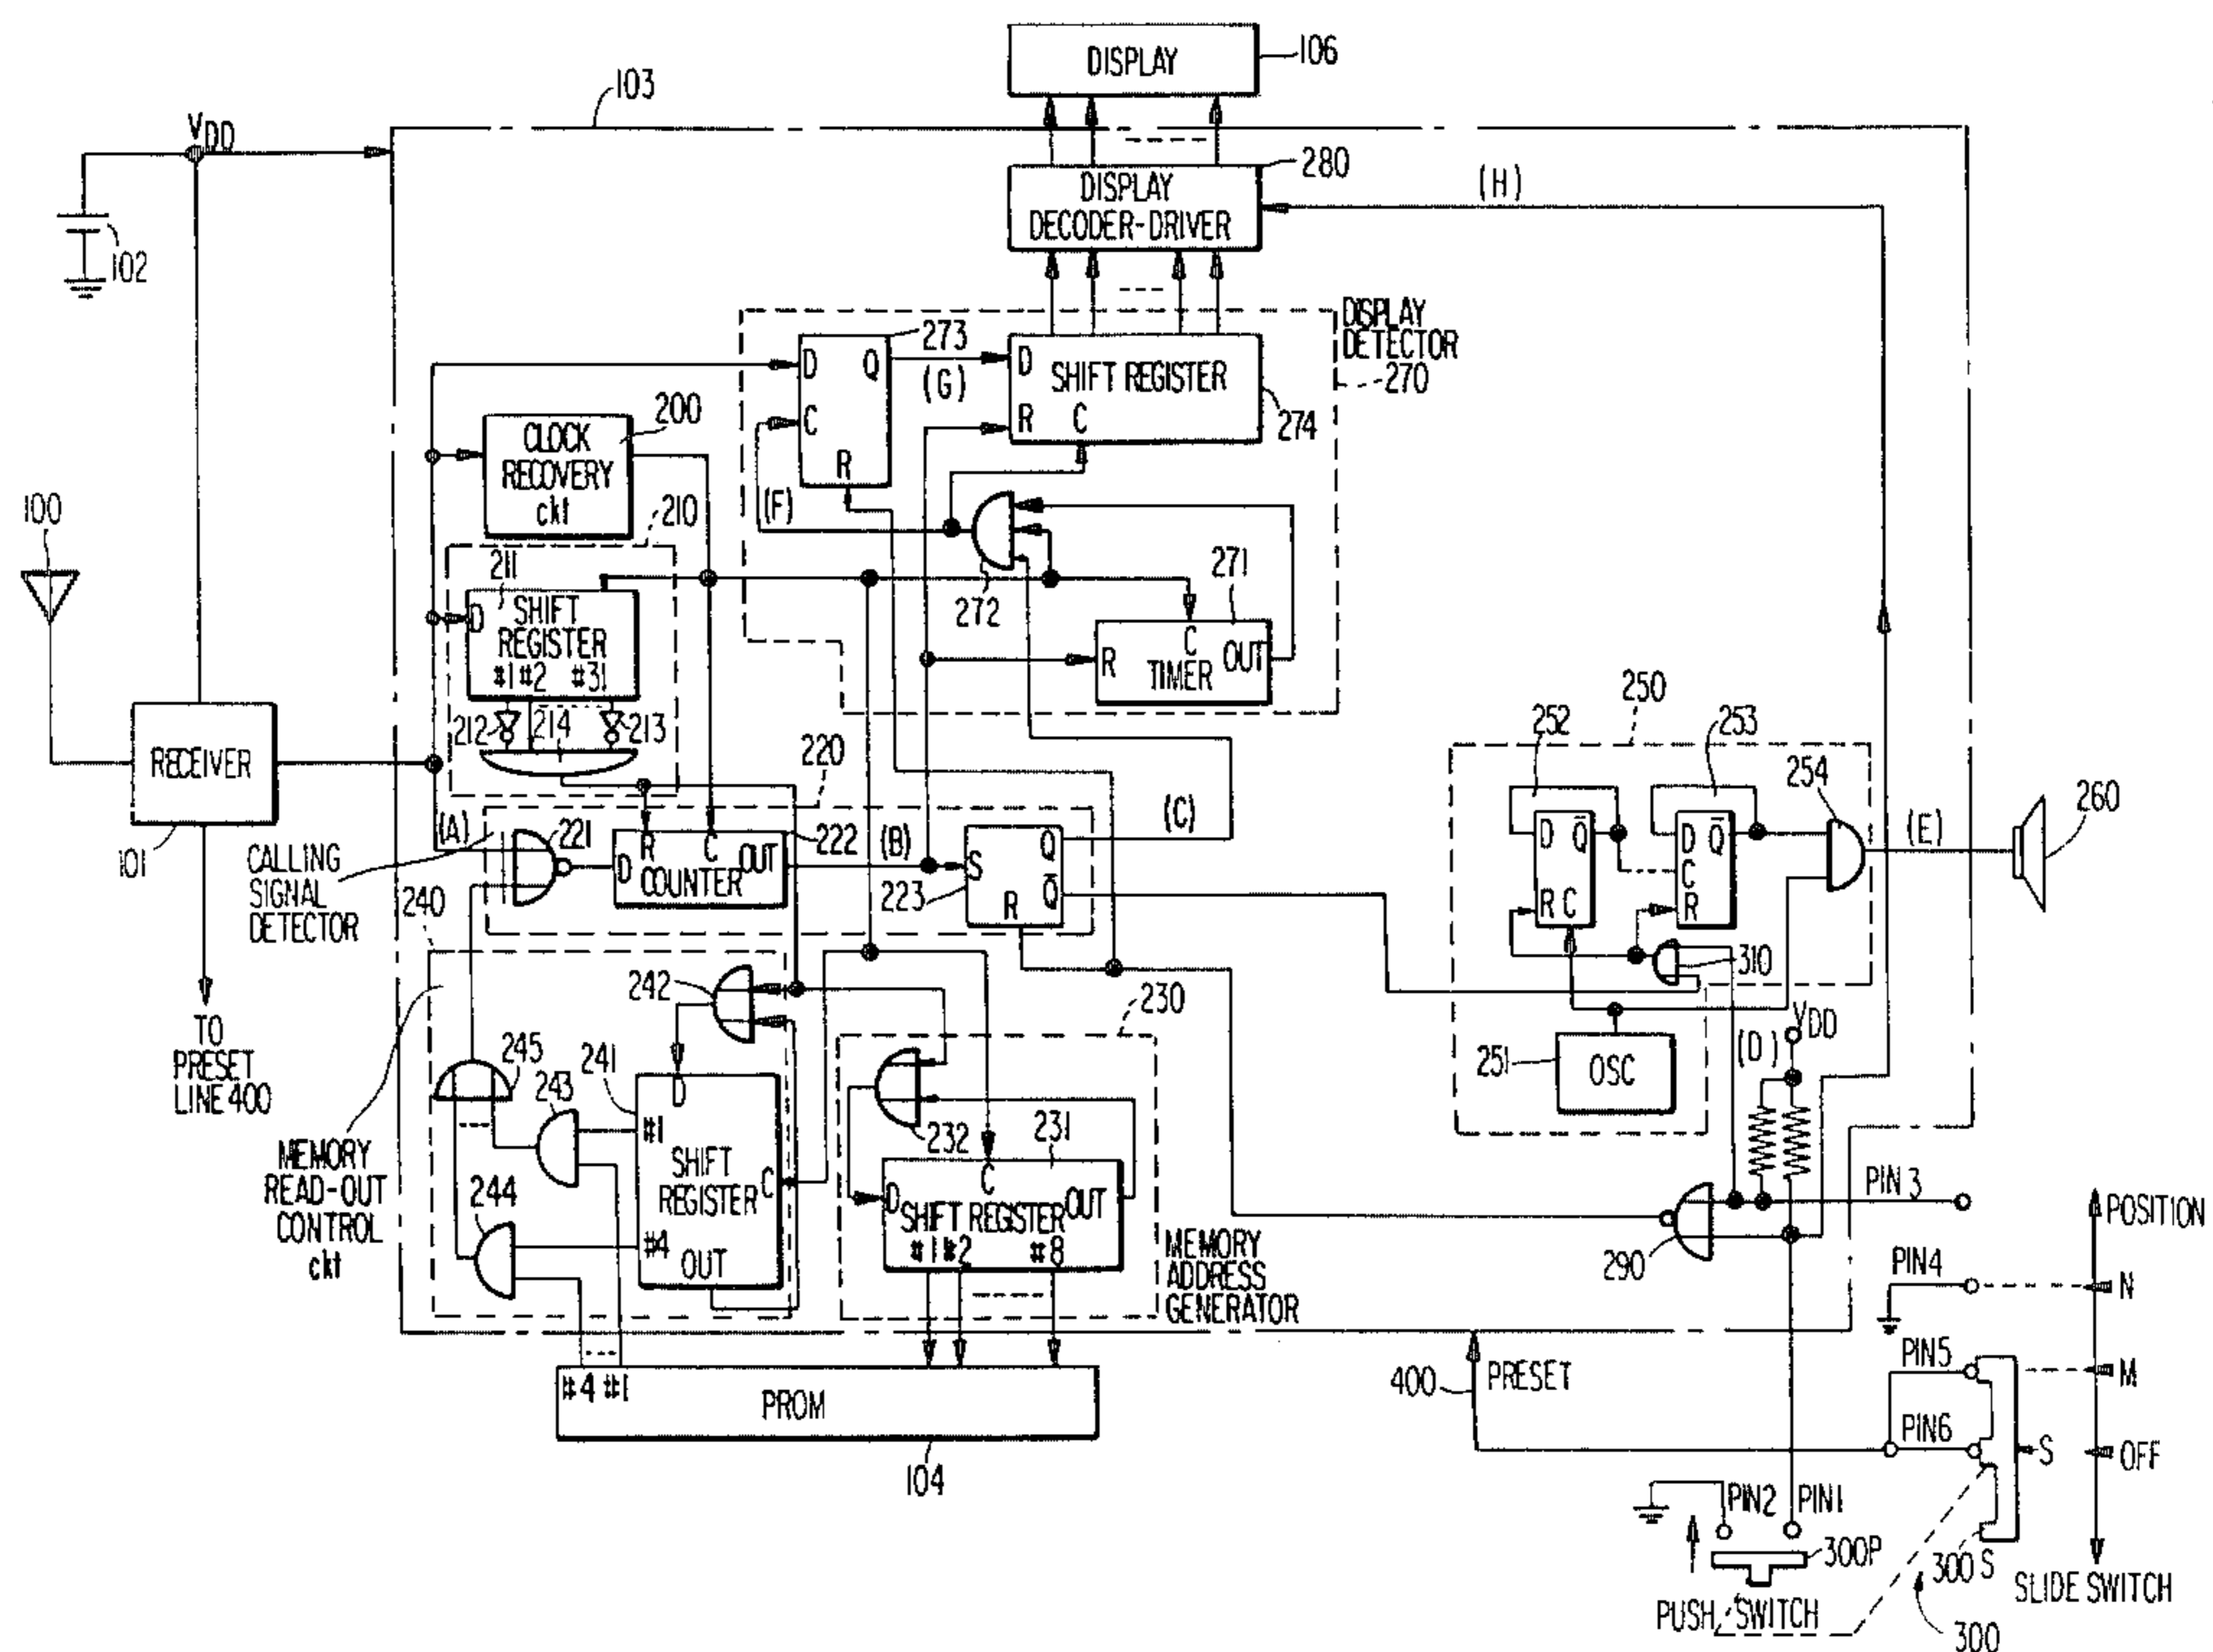 DISPLAY
106
103
VDD
280
DISPLAY
DECODER-DRIVER
(H)
102
DISPLAY
DETECTOR
270
273
D Q
(G)
D
SHIFT REGISTER
C
R C
R
274
200
CLOCK
RECOVERY
ckt
(F)
100
210
211
D
SHIFT
REGISTER
#1 #2 #31
272
271
C
R TIMER OUT
212
214
213
220
250
252
253
254
RECEIVER
101
(A)
221
R C OUT
D COUNTER
222
(B)
(C)
S Q
R Q̅
223
D Q̅
R C
D Q̅
C
R
(E)
260
CALLING
SIGNAL
DETECTOR
240
310
242
230
VDD
(D)
251
OSC
TO
PRESET
LINE 400
245
243
241
D
#1
SHIFT
REGISTER C
#4
OUT
232
231
C
D SHIFT REGISTER OUT
#1 #2 #8
MEMORY
READ-OUT
CONTROL
ckt
244
MEMORY
ADDRESS
GENERATOR
290
PIN 3
POSITION
PIN4
N
PIN5
M
PIN6
S
OFF
400
PRESET
#4 #1
PROM
104
PIN2
PIN1
300P
300S
SLIDE SWITCH
PUSH SWITCH
300